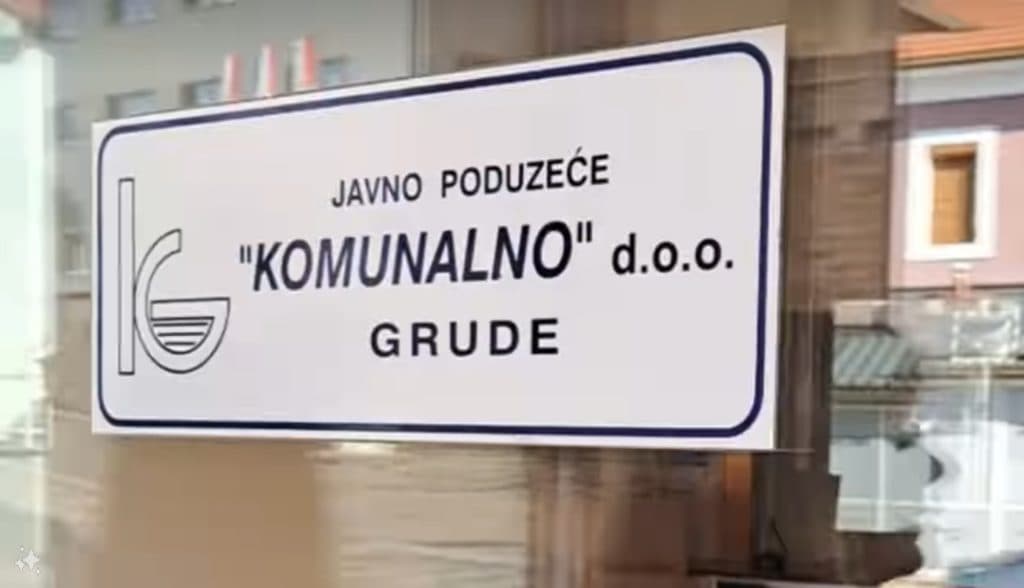 JAVNO PODUZEĆE
"KOMUNALNO" d.o.o.
GRUDE